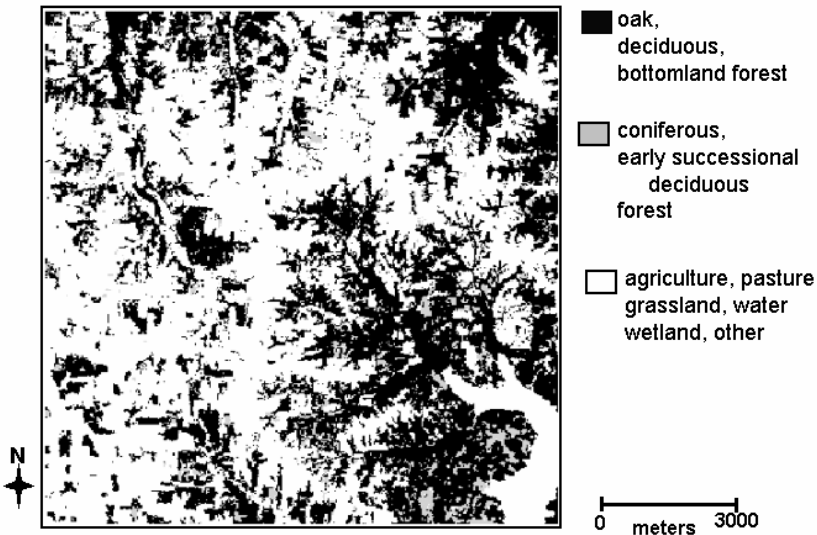 oak,
deciduous,
bottomland forest
coniferous,
early successional
deciduous
forest
agriculture, pasture
grassland, water
wetland, other
N
0 meters 3000